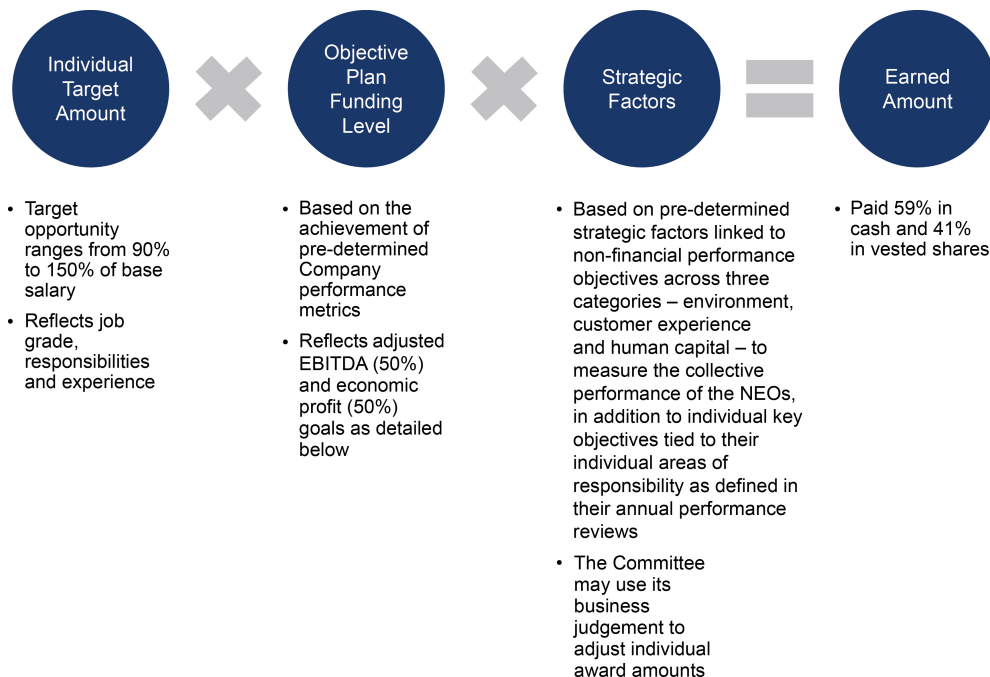 Individual
Target
Amount
Objective
Plan
Funding
Level
Strategic
Factors
Earned
Amount
• Target
opportunity
ranges from 90%
to 150% of base
salary
• Reflects job
grade,
responsibilities
and experience
• Based on the
achievement of
pre-determined
Company
performance
metrics
• Reflects adjusted
EBITDA (50%)
and economic
profit (50%)
goals as detailed
below
• Based on pre-determined
strategic factors linked to
non-financial performance
objectives across three
categories – environment,
customer experience
and human capital – to
measure the collective
performance of the NEOs,
in addition to individual key
objectives tied to their
individual areas of
responsibility as defined in
their annual performance
reviews
• The Committee
may use its
business
judgement to
adjust individual
award amounts
• Paid 59% in
cash and 41%
in vested shares